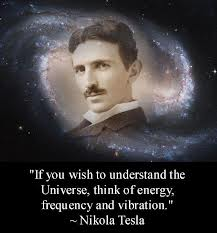 "If you wish to understand the
Universe, think of energy,
frequency and vibration."
~ Nikola Tesla